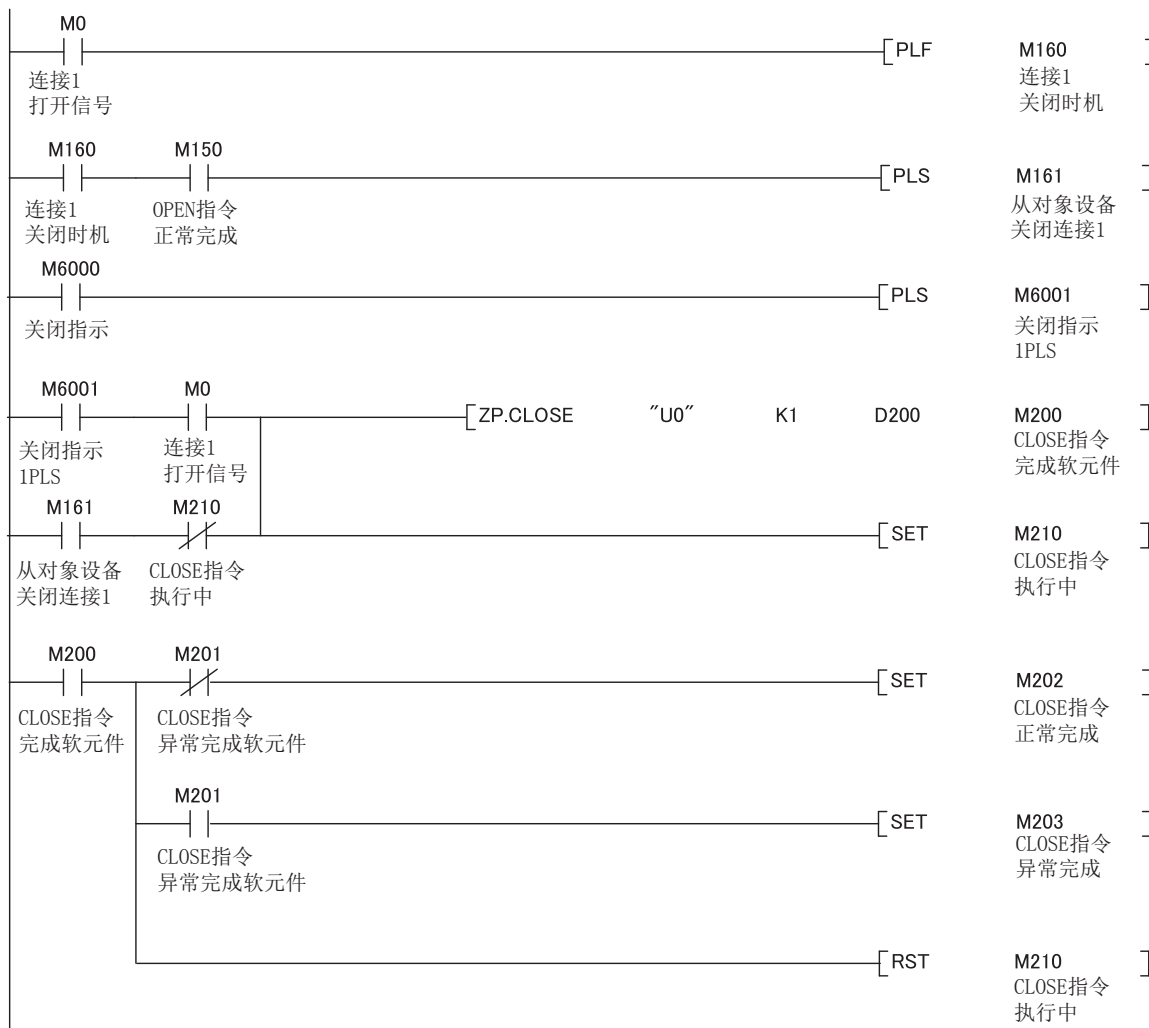 M0
[PLF M160]
连接1
打开信号
连接1
关闭时机
M160 M150
[PLS M161]
连接1
关闭时机
OPEN指令
正常完成
从对象设备
关闭连接1
M6000
[PLS M6001]
关闭指示
关闭指示
1PLS
M6001 M0
[ZP.CLOSE ″U0″ K1 D200 M200]
关闭指示
1PLS
连接1
打开信号
CLOSE指令
完成软元件
M161 M210
[SET M210]
从对象设备
关闭连接1
CLOSE指令
执行中
CLOSE指令
执行中
M200 M201
[SET M202]
CLOSE指令
完成软元件
CLOSE指令
异常完成软元件
CLOSE指令
正常完成
M201
[SET M203]
CLOSE指令
异常完成软元件
CLOSE指令
异常完成
[RST M210]
CLOSE指令
执行中